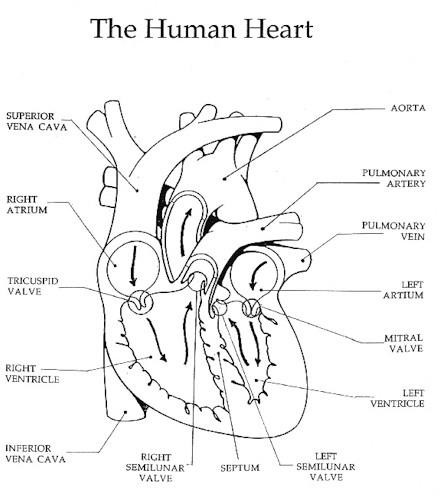 The Human Heart
SUPERIOR
VENA CAVA
RIGHT
ATRIUM
TRICUSPID
VALVE
RIGHT
VENTRICLE
INFERIOR
VENA CAVA
RIGHT
SEMILUNAR
VALVE
SEPTUM
LEFT
SEMILUNAR
VALVE
AORTA
PULMONARY
ARTERY
PULMONARY
VEIN
LEFT
ARTIUM
MITRAL
VALVE
LEFT
VENTRICLE